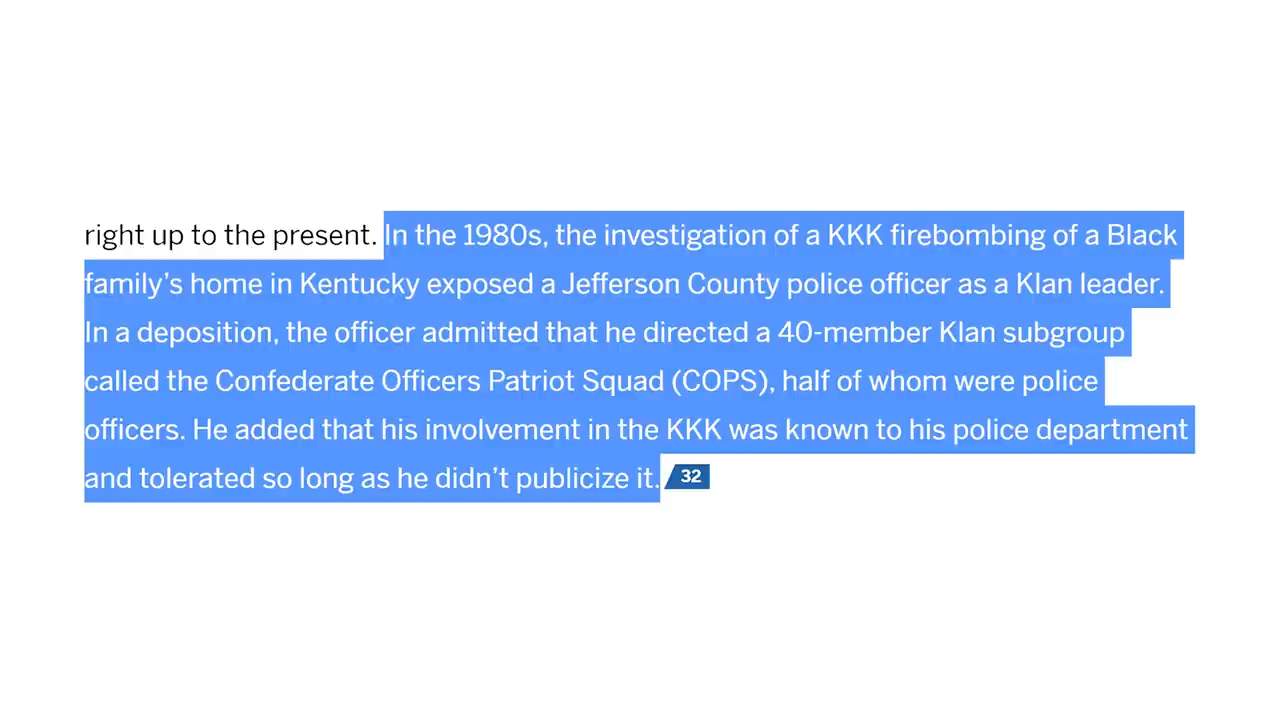 right up to the present. In the 1980s, the investigation of a KKK firebombing of a Black
family’s home in Kentucky exposed a Jefferson County police officer as a Klan leader.
In a deposition, the officer admitted that he directed a 40-member Klan subgroup
called the Confederate Officers Patriot Squad (COPS), half of whom were police
officers. He added that his involvement in the KKK was known to his police department
and tolerated so long as he didn’t publicize it. 32